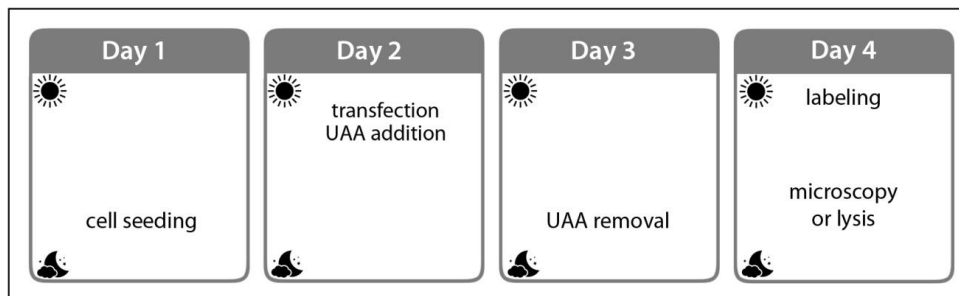 Day 1
cell seeding
Day 2
transfection
UAA addition
Day 3
UAA removal
Day 4
labeling
microscopy
or lysis